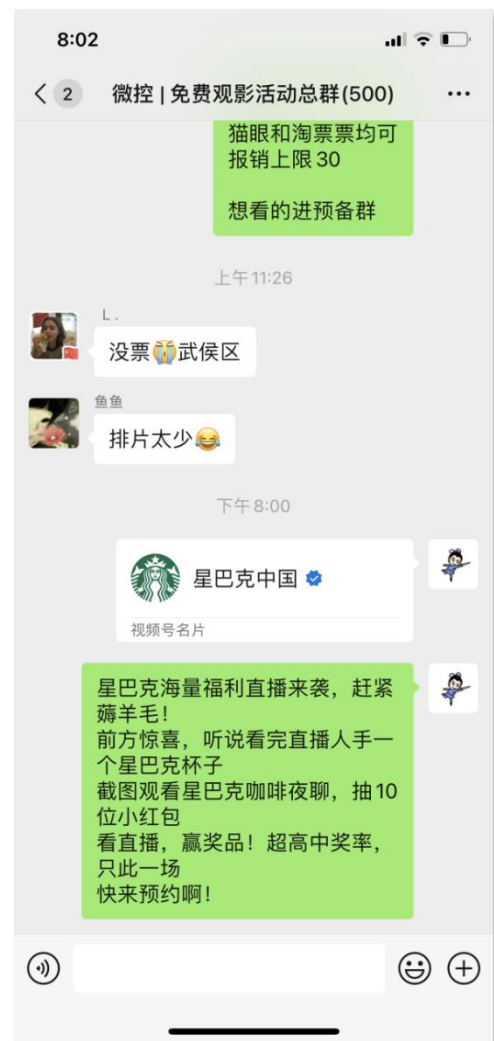 8:02
2
微控 | 免费观影活动总群(500)
猫眼和淘票票均可
报销上限30
想看的进预备群
上午11:26
L .
没票😭武侯区
鱼鱼
排片太少😂
下午8:00
星巴克中国
视频号名片
星巴克海量福利直播来袭，赶紧
薅羊毛！
前方惊喜，听说看完直播人手一
个星巴克杯子
截图观看星巴克咖啡夜聊，抽10
位小红包
看直播，赢奖品！超高中奖率，
只此一场
快来预约啊！